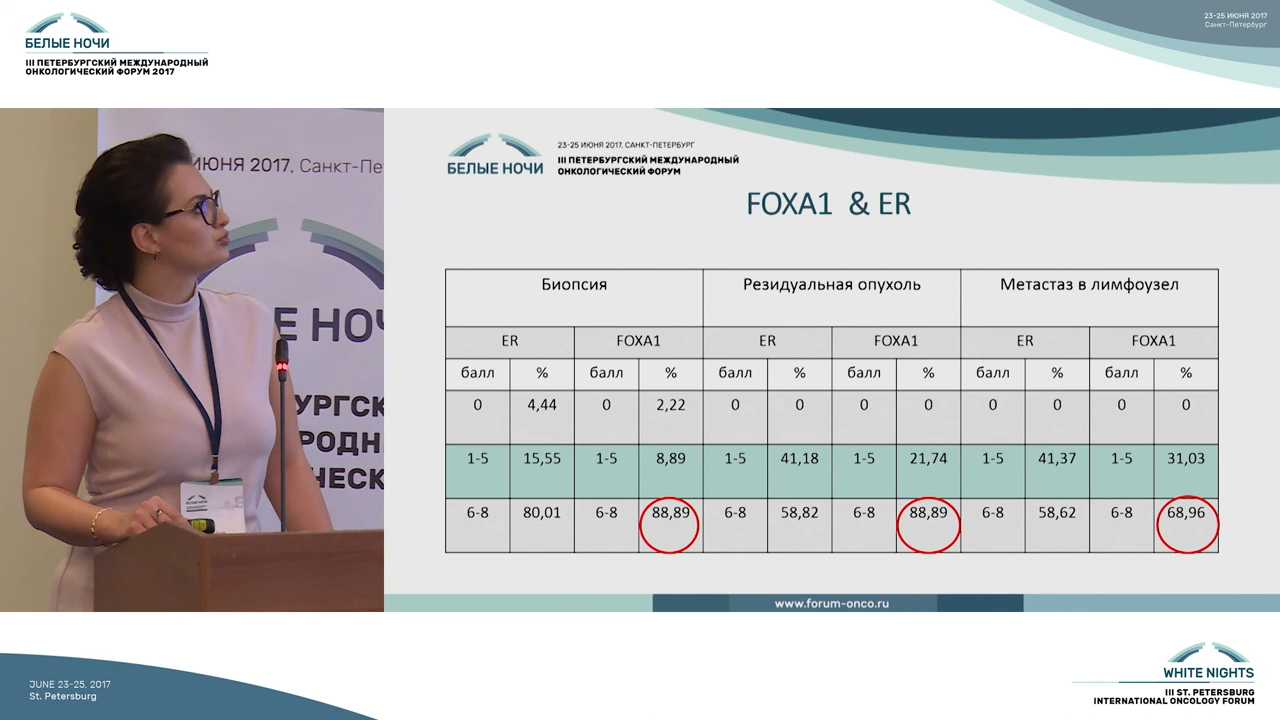 БЕЛЫЕ НОЧИ
III ПЕТЕРБУРГСКИЙ МЕЖДУНАРОДНЫЙ
ОНКОЛОГИЧЕСКИЙ ФОРУМ 2017
23-25 ИЮНЯ 2017
Санкт-Петербург
ИЮНЯ 2017, Санкт-Пе
Е НОЧ
УРГСК
РОДН
ЧЕСК
БЕЛЫЕ НОЧИ
БЕЛЫЕ НОЧИ
23-25 ИЮНЯ 2017, САНКТ-ПЕТЕРБУРГ
III ПЕТЕРБУРГСКИЙ МЕЖДУНАРОДНЫЙ
ОНКОЛОГИЧЕСКИЙ ФОРУМ
FOXA1 & ER
Биопсия Резидуальная опухоль Метастаз в лимфоузел
ER FOXA1 ER FOXA1 ER FOXA1
балл % балл % балл % балл % балл % балл %
0 4,44 0 2,22 0 0 0 0 0 0 0 0
1-5 15,55 1-5 8,89 1-5 41,18 1-5 21,74 1-5 41,37 1-5 31,03
6-8 80,01 6-8 88,89 6-8 58,82 6-8 88,89 6-8 58,62 6-8 68,96
www.forum-onco.ru
JUNE 23-25, 2017
St. Petersburg
WHITE NIGHTS
III ST. PETERSBURG
INTERNATIONAL ONCOLOGY FORUM